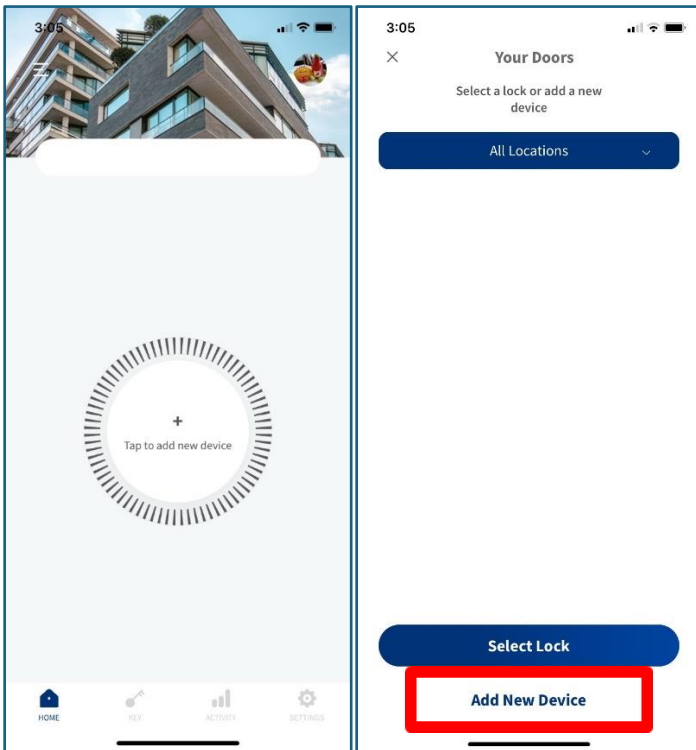 3:05
+
Tap to add new device
HOME
KEY
ACTIVITY
SETTINGS
3:05
Your Doors
Select a lock or add a new
device
All Locations
Select Lock
Add New Device